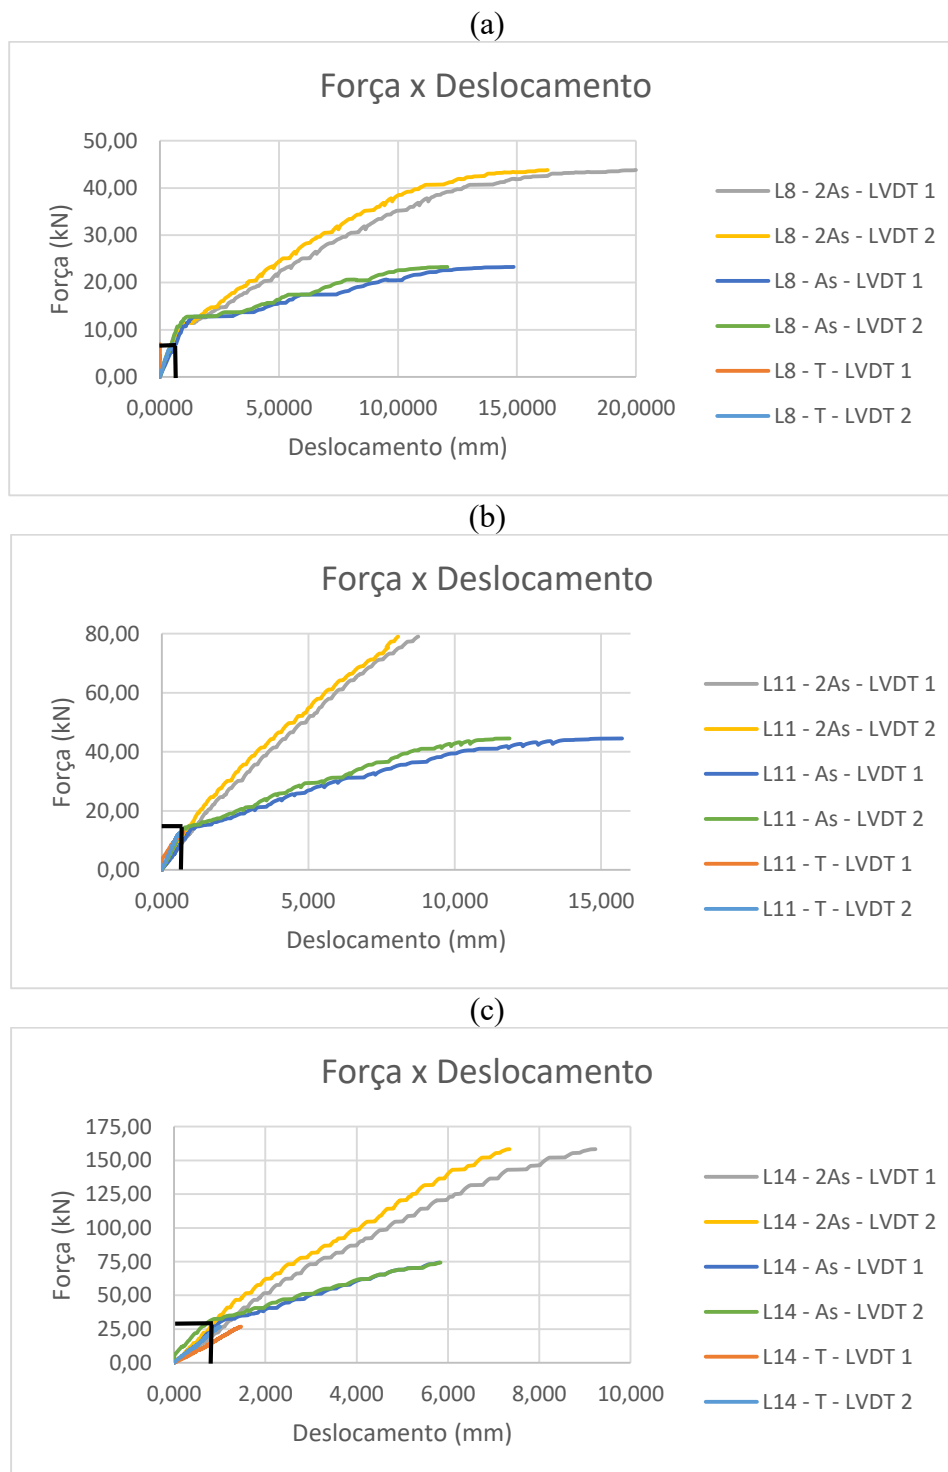 (a)
Força x Deslocamento
50,00
40,00
30,00
20,00
10,00
0,00
Força (kN)
0,0000 5,0000 10,0000 15,0000 20,0000
Deslocamento (mm)
L8 - 2As - LVDT 1
L8 - 2As - LVDT 2
L8 - As - LVDT 1
L8 - As - LVDT 2
L8 - T - LVDT 1
L8 - T - LVDT 2
(b)
Força x Deslocamento
80,00
60,00
40,00
20,00
0,00
Força (kN)
0,000 5,000 10,000 15,000
Deslocamento (mm)
L11 - 2As - LVDT 1
L11 - 2As - LVDT 2
L11 - As - LVDT 1
L11 - As - LVDT 2
L11 - T - LVDT 1
L11 - T - LVDT 2
(c)
Força x Deslocamento
175,00
150,00
125,00
100,00
75,00
50,00
25,00
0,00
Força (kN)
0,000 2,000 4,000 6,000 8,000 10,000
Deslocamento (mm)
L14 - 2As - LVDT 1
L14 - 2As - LVDT 2
L14 - As - LVDT 1
L14 - As - LVDT 2
L14 - T - LVDT 1
L14 - T - LVDT 2